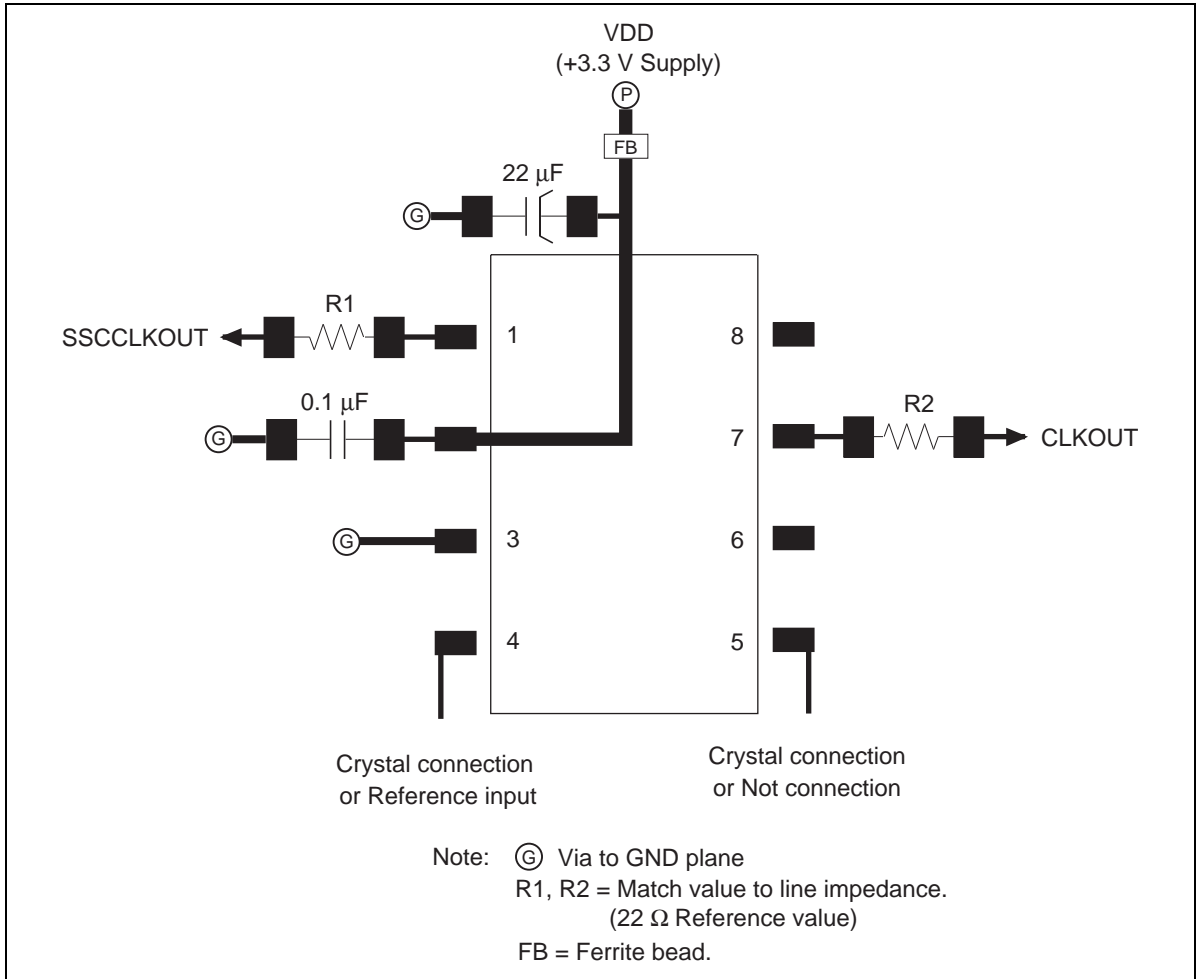 VDD
(+3.3 V Supply)
P
FB
22 μF
G
R1
SSCCLKOUT
1
8
0.1 μF
G
R2
7
CLKOUT
G
3
6
4
5
Crystal connection
or Reference input
Crystal connection
or Not connection
Note: G Via to GND plane
R1, R2 = Match value to line impedance.
(22 Ω Reference value)
FB = Ferrite bead.